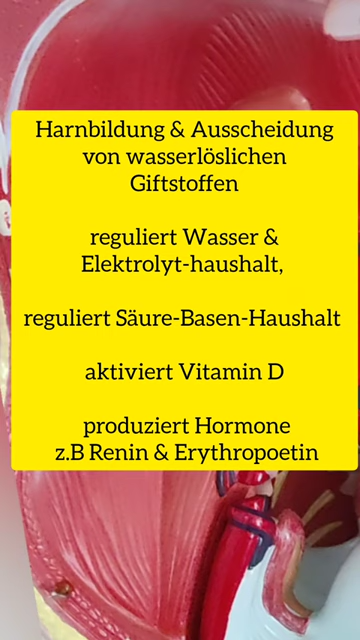 Harnbildung & Ausscheidung
von wasserlöslichen
Giftstoffen
reguliert Wasser &
Elektrolyt-haushalt,
reguliert Säure-Basen-Haushalt
aktiviert Vitamin D
produziert Hormone
z.B Renin & Erythropoetin